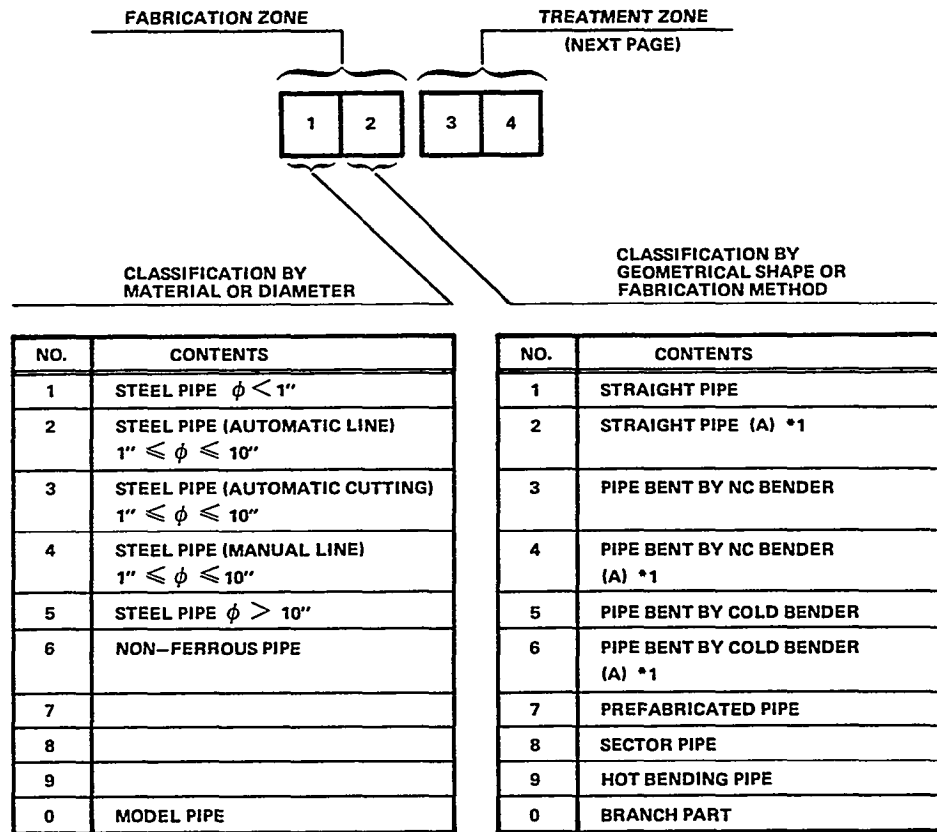 FABRICATION ZONE
TREATMENT ZONE
(NEXT PAGE)
1 2 3 4
CLASSIFICATION BY
MATERIAL OR DIAMETER
CLASSIFICATION BY
GEOMETRICAL SHAPE OR
FABRICATION METHOD
NO. CONTENTS
1 STEEL PIPE ϕ < 1"
2 STEEL PIPE (AUTOMATIC LINE)
1" ⩽ ϕ ⩽ 10"
3 STEEL PIPE (AUTOMATIC CUTTING)
1" ⩽ ϕ ⩽ 10"
4 STEEL PIPE (MANUAL LINE)
1" ⩽ ϕ ⩽ 10"
5 STEEL PIPE ϕ > 10"
6 NON–FERROUS PIPE
7
8
9
0 MODEL PIPE
NO. CONTENTS
1 STRAIGHT PIPE
2 STRAIGHT PIPE (A) *1
3 PIPE BENT BY NC BENDER
4 PIPE BENT BY NC BENDER
(A) *1
5 PIPE BENT BY COLD BENDER
6 PIPE BENT BY COLD BENDER
(A) *1
7 PREFABRICATED PIPE
8 SECTOR PIPE
9 HOT BENDING PIPE
0 BRANCH PART